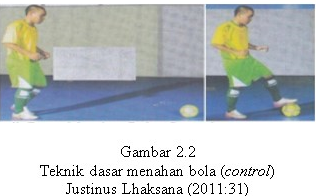 Gambar 2.2
Teknik dasar menahan bola (control)
Justinus Lhaksana (2011:31)